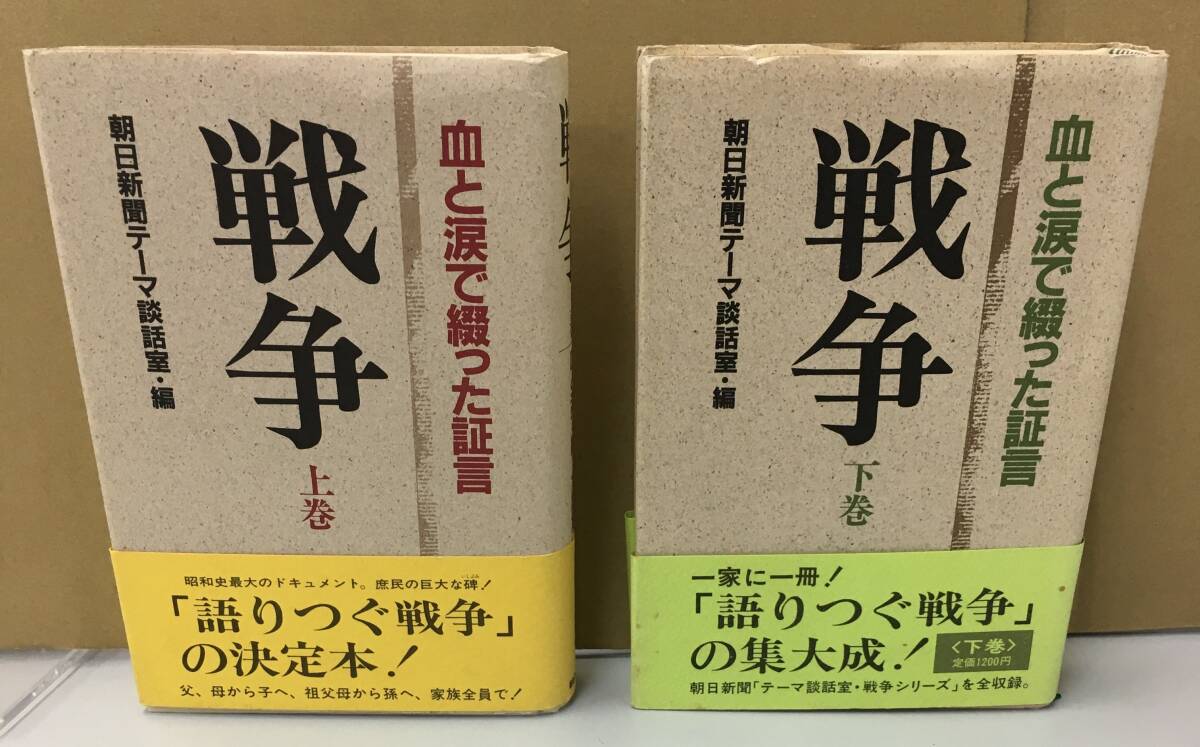 血と涙で綴った証言
戦争
上巻
朝日新聞テーマ談話室・編
昭和史最大のドキュメント。庶民の巨大な碑！
いしぶみ
「語りつぐ戦争」
の決定本！
父、母から子へ、祖父母から孫へ、家族全員で！
血と涙で綴った証言
戦争
下巻
朝日新聞テーマ談話室・編
一家に一冊！
「語りつぐ戦争」
の集大成！
〈下巻〉
定価1200円
朝日新聞「テーマ談話室・戦争シリーズ」を全収録。